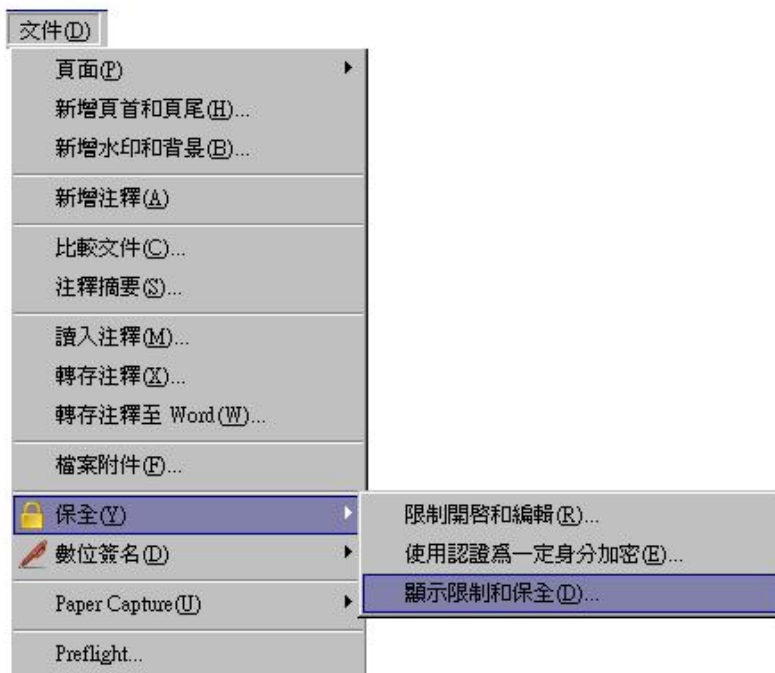 文件(D)
頁面(P)
新增頁首和頁尾(H)...
新增水印和背景(B)...
新增注釋(A)
比較文件(C)...
注釋摘要(S)...
讀入注釋(M)...
轉存注釋(X)...
轉存注釋至 Word(W)...
檔案附件(F)...
保全(Y)
限制開啓和編輯(R)...
數位簽名(D)
使用認證爲一定身分加密(E)...
顯示限制和保全(D)...
Paper Capture(U)
Preflight...